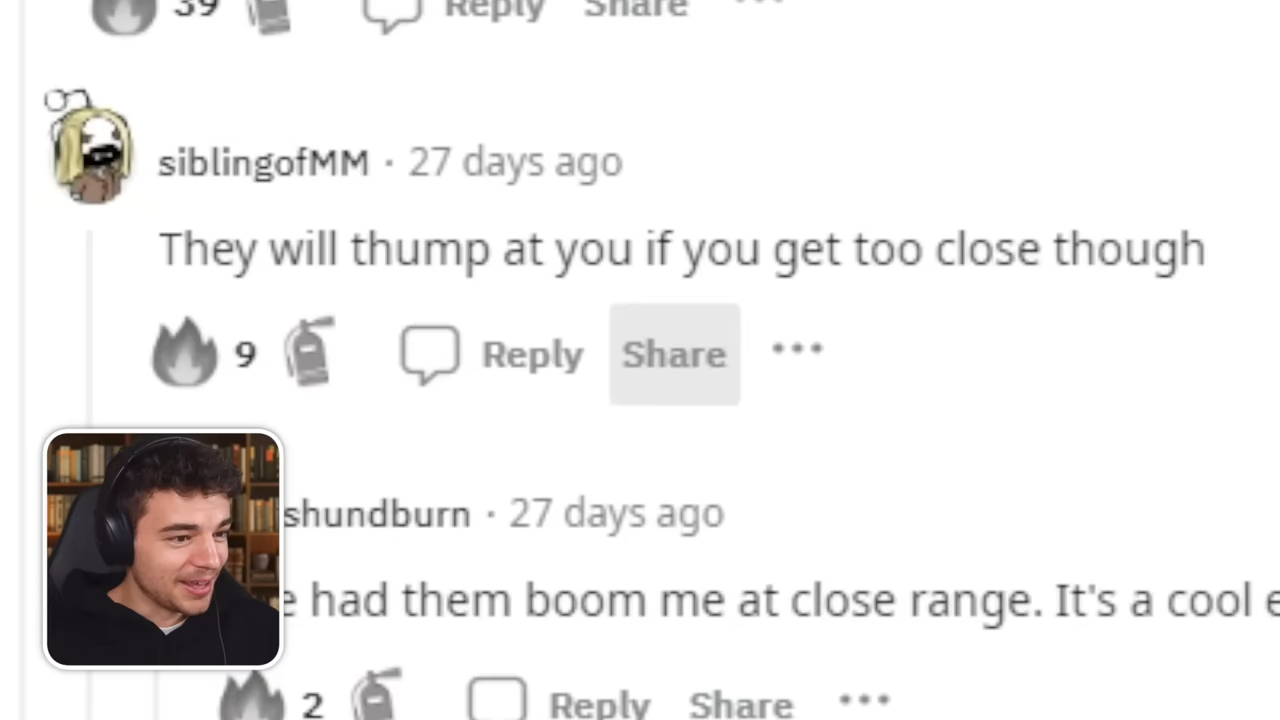 39 Reply Share
siblingofMM · 27 days ago
They will thump at you if you get too close though
9 Reply Share
shundburn · 27 days ago
had them boom me at close range. It's a cool
2 Reply Share